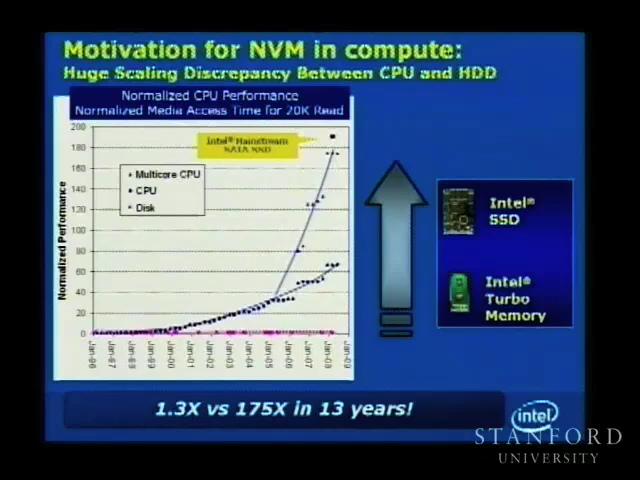 Motivation for NVM in compute:
Huge Scaling Discrepancy Between CPU and HDD
Normalized CPU Performance
Normalized Media Access Time for 20K Read
200
180
160
140
120
100
80
60
40
20
0
Normalized Performance
Intel® Mainstream
SATA SSD
Multicore CPU
CPU
Disk
Jan-96
Jan-97
Jan-98
Jan-99
Jan-00
Jan-01
Jan-02
Jan-03
Jan-04
Jan-05
Jan-06
Jan-07
Jan-08
Jan-09
Intel®
SSD
Intel®
Turbo
Memory
1.3X vs 175X in 13 years!
intel
STANFORD
UNIVERSITY